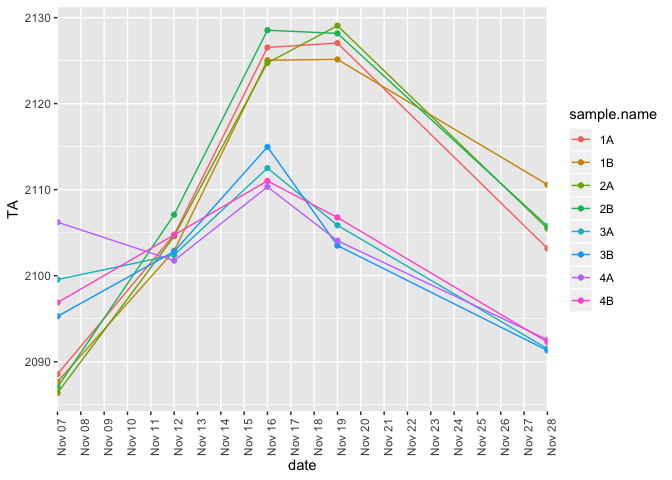 2130
2120
2110
2100
2090
TA
Nov 07
Nov 08
Nov 09
Nov 10
Nov 11
Nov 12
Nov 13
Nov 14
Nov 15
Nov 16
Nov 17
Nov 18
Nov 19
Nov 20
Nov 21
Nov 22
Nov 23
Nov 24
Nov 25
Nov 26
Nov 27
Nov 28
date
sample.name
1A
1B
2A
2B
3A
3B
4A
4B